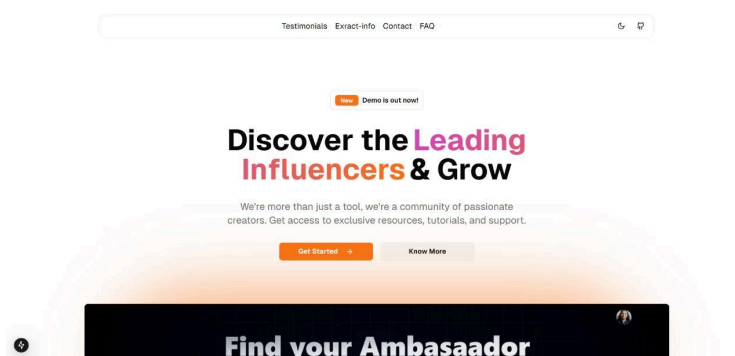 Testimonials Exract-info Contact FAQ
New Demo is out now!
Discover the Leading
Influencers & Grow
We're more than just a tool, we're a community of passionate
creators. Get access to exclusive resources, tutorials, and support.
Get Started → Know More
Find your Ambasaador